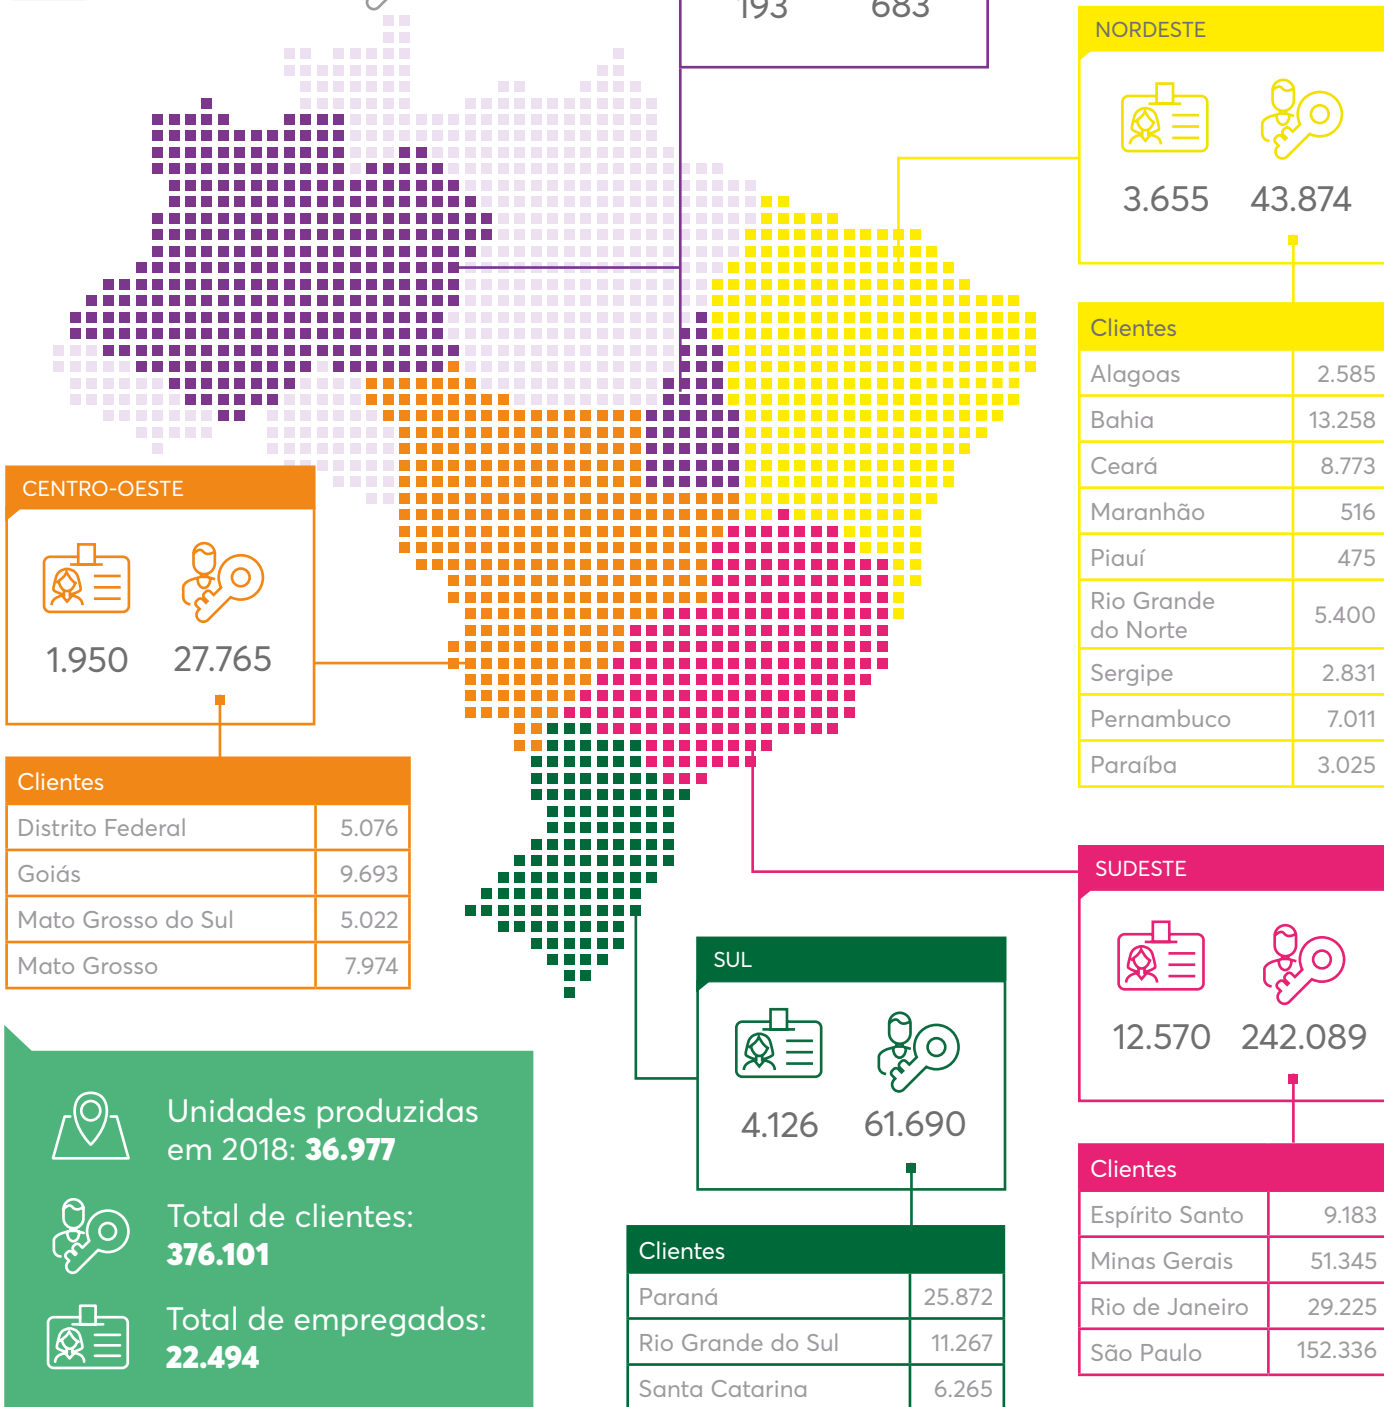 193 683
NORDESTE
3.655 43.874
Clientes
Alagoas 2.585
Bahia 13.258
Ceará 8.773
Maranhão 516
Piauí 475
Rio Grande
do Norte 5.400
Sergipe 2.831
Pernambuco 7.011
Paraíba 3.025
CENTRO-OESTE
1.950 27.765
Clientes
Distrito Federal 5.076
Goiás 9.693
Mato Grosso do Sul 5.022
Mato Grosso 7.974
SUDESTE
12.570 242.089
Clientes
Espírito Santo 9.183
Minas Gerais 51.345
Rio de Janeiro 29.225
São Paulo 152.336
SUL
4.126 61.690
Clientes
Paraná 25.872
Rio Grande do Sul 11.267
Santa Catarina 6.265
Unidades produzidas
em 2018: 36.977
Total de clientes:
376.101
Total de empregados:
22.494